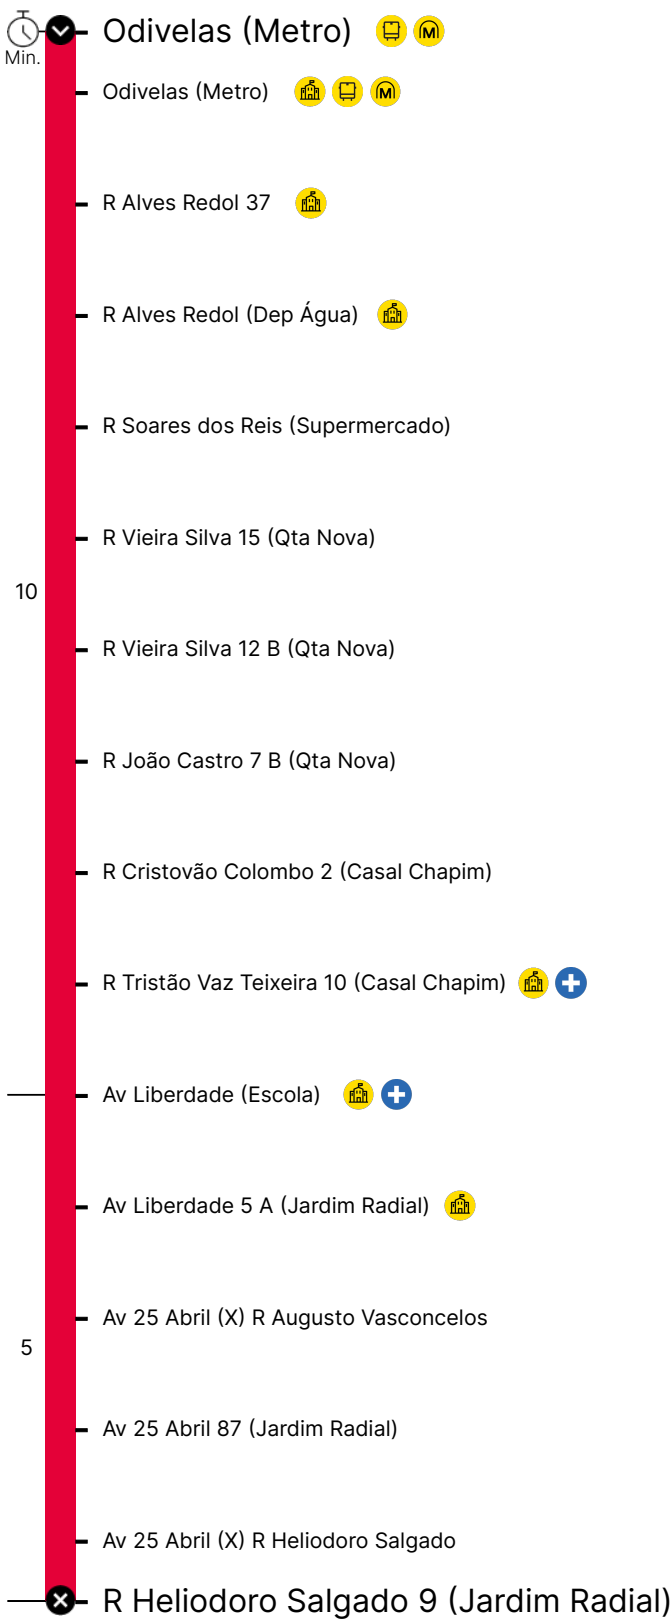 Odivelas (Metro) M
Min.
Odivelas (Metro) M
R Alves Redol 37
R Alves Redol (Dep Água)
R Soares dos Reis (Supermercado)
R Vieira Silva 15 (Qta Nova)
10
R Vieira Silva 12 B (Qta Nova)
R João Castro 7 B (Qta Nova)
R Cristovão Colombo 2 (Casal Chapim)
R Tristão Vaz Teixeira 10 (Casal Chapim)
Av Liberdade (Escola)
Av Liberdade 5 A (Jardim Radial)
Av 25 Abril (X) R Augusto Vasconcelos
5
Av 25 Abril 87 (Jardim Radial)
Av 25 Abril (X) R Heliodoro Salgado
R Heliodoro Salgado 9 (Jardim Radial)